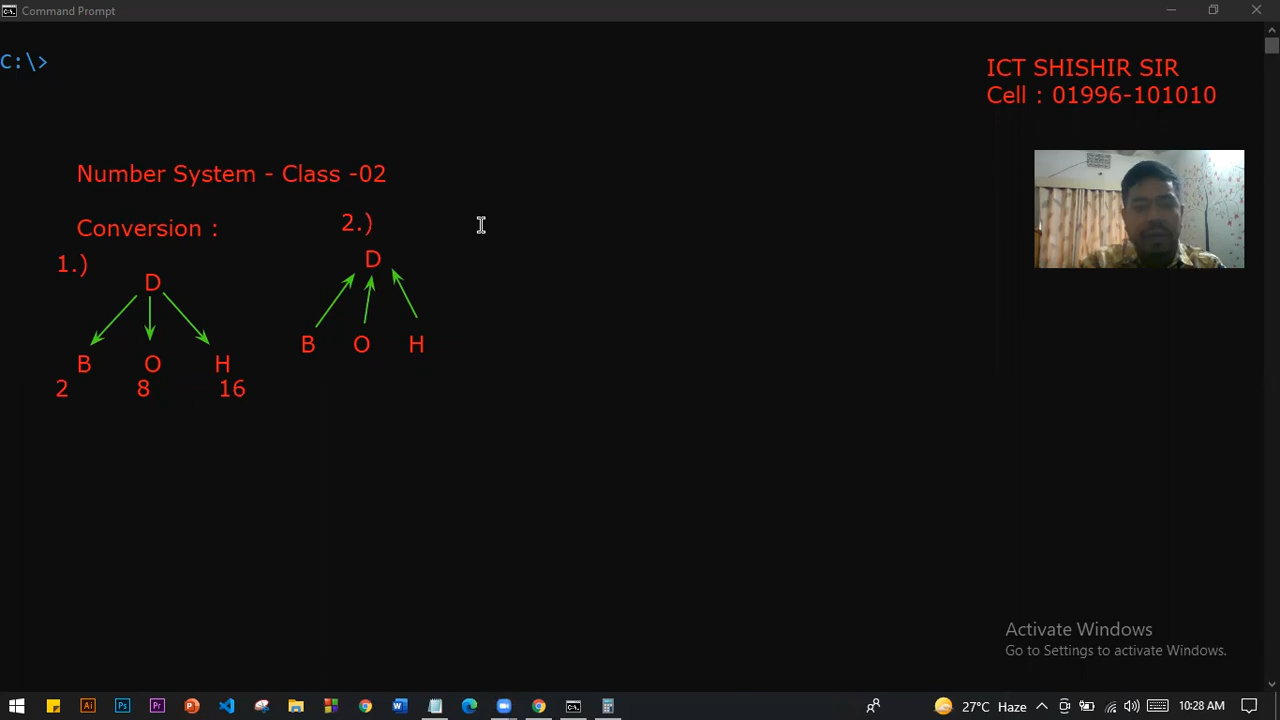 Command Prompt
C:\>
ICT SHISHIR SIR
Cell : 01996-101010
Number System - Class -02
Conversion :
1.)
D
B O H
2 8 16
2.)
D
B O H
Activate Windows
Go to Settings to activate Windows.
27°C Haze 10:28 AM